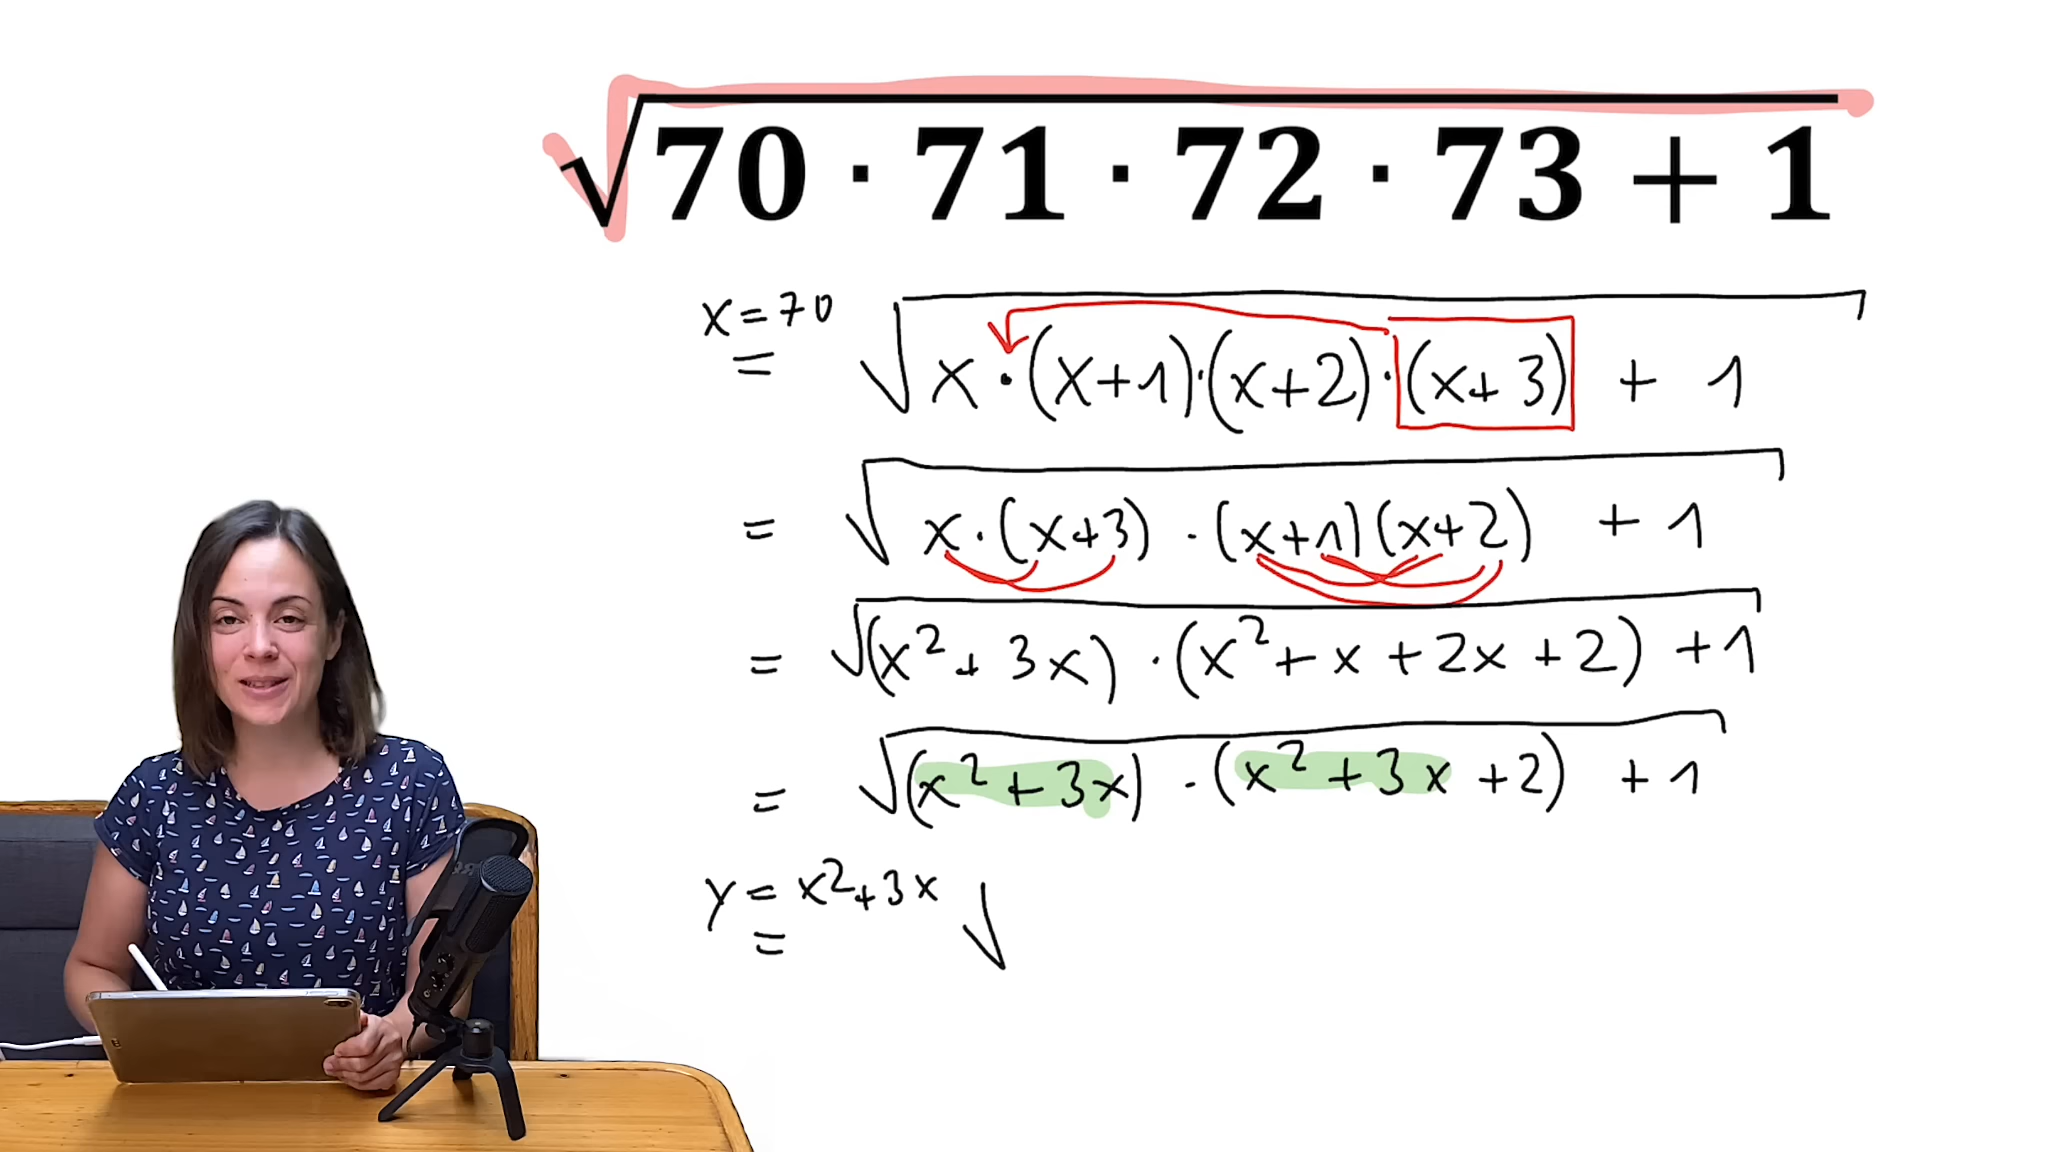 √70 · 71 · 72 · 73 + 1
x = 70
= √x · (x+1) · (x+2) · (x+3) + 1
= √x · (x+3) · (x+1)(x+2) + 1
= √(x² + 3x) · (x² + x + 2x + 2) + 1
= √(x² + 3x) · (x² + 3x + 2) + 1
y = x² + 3x
= √